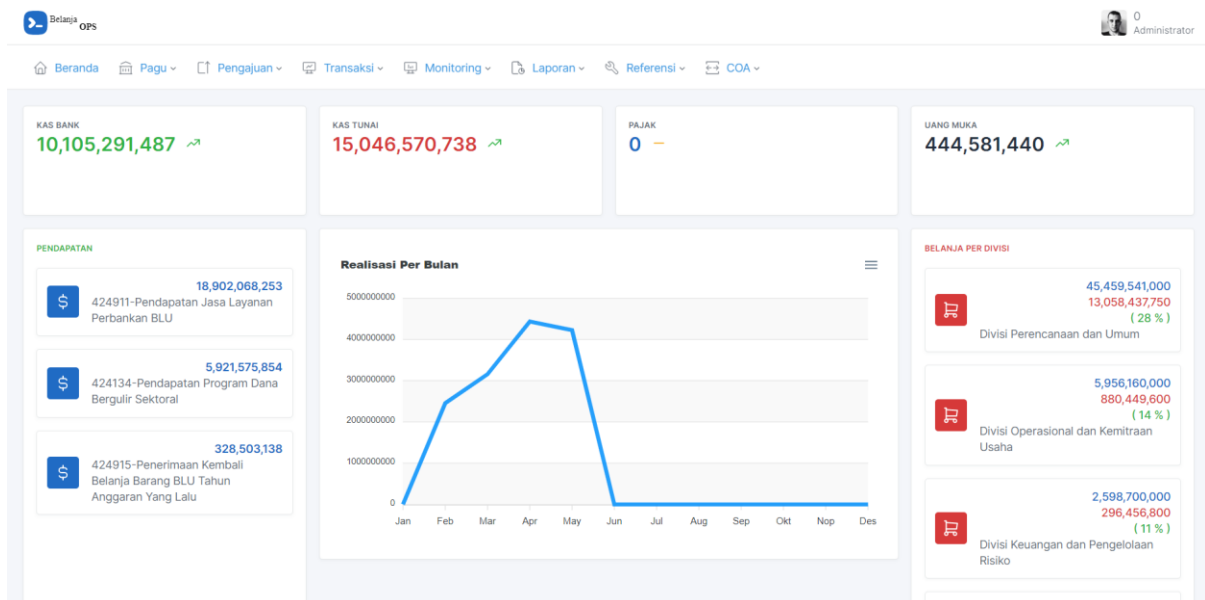 Belanja OPS
0
Administrator
Beranda
Pagu
Pengajuan
Transaksi
Monitoring
Laporan
Referensi
COA
KAS BANK
10,105,291,487
KAS TUNAI
15,046,570,738
PAJAK
0
UANG MUKA
444,581,440
PENDAPATAN
18,902,068,253
424911-Pendapatan Jasa Layanan
Perbankan BLU
5,921,575,854
424134-Pendapatan Program Dana
Bergulir Sektoral
328,503,138
424915-Penerimaan Kembali
Belanja Barang BLU Tahun
Anggaran Yang Lalu
Realisasi Per Bulan
5000000000
4000000000
3000000000
2000000000
1000000000
0
Jan Feb Mar Apr May Jun Jul Aug Sep Okt Nop Des
BELANJA PER DIVISI
45,459,541,000
13,058,437,750
( 28 % )
Divisi Perencanaan dan Umum
5,956,160,000
880,449,600
( 14 % )
Divisi Operasional dan Kemitraan
Usaha
2,598,700,000
296,456,800
( 11 % )
Divisi Keuangan dan Pengelolaan
Risiko